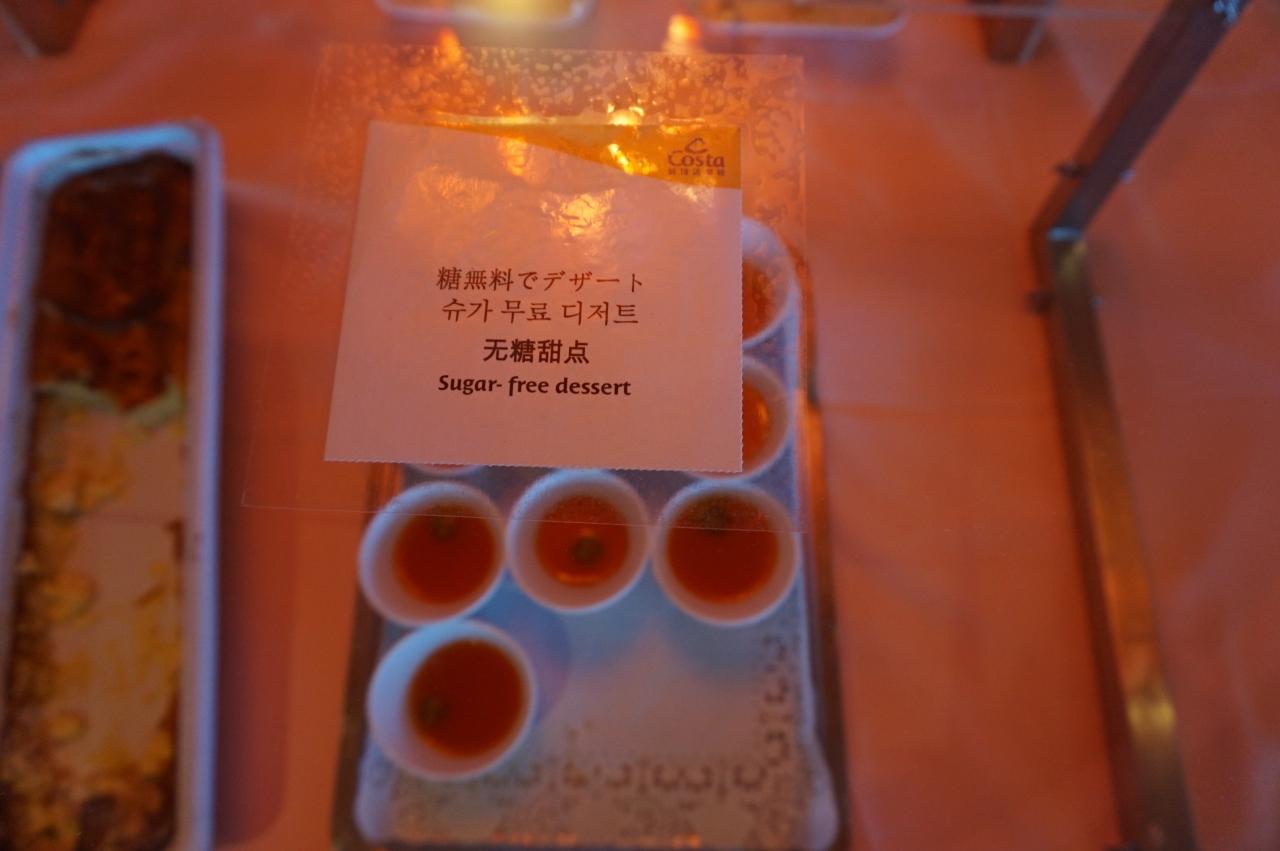 Costa
糖無料でデザート
슈가 무료 디저트
无糖甜点
Sugar- free dessert